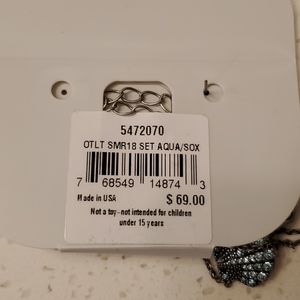 5472070
OTLT SMR18 SET AQUA/SOX
7 68549 14874 3
Made in USA $ 69.00
Not a toy-not intended for children
under 15 years